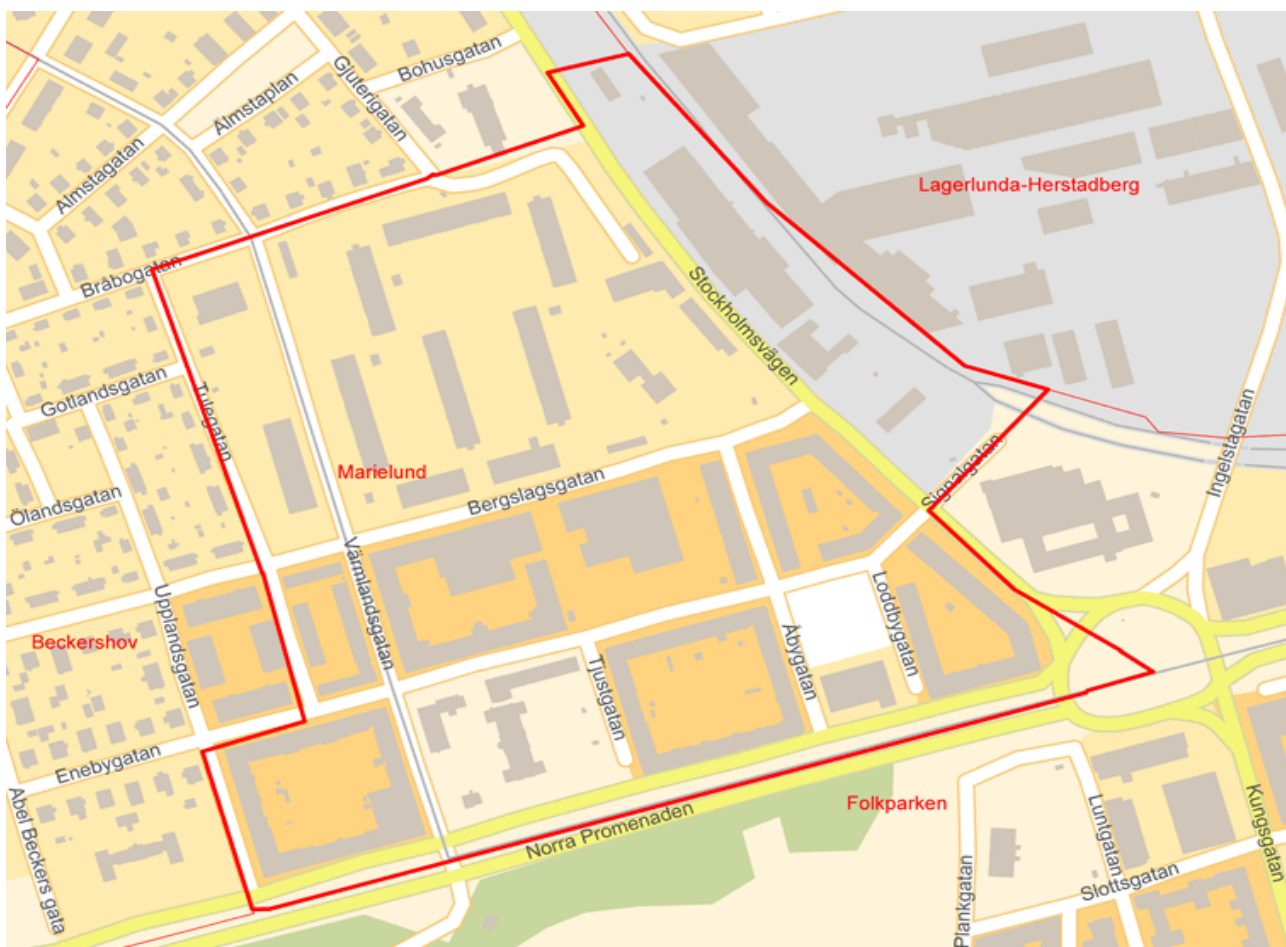 Bohusgatan
Gjuterigatan
Almstaplan
Almstagatan
Lagerlunda-Herstadberg
Bråbogatan
Stockholmsvägen
Gotlandsgatan
Tulegatan
Ingelstagatan
Marielund
Signalgatan
Bergslagsgatan
Ölandsgatan
Värmlandsgatan
Upplandsgatan
Loddbygatan
Beckershov
Åbygatan
Tjustgatan
Enebygatan
Abel Beckers gata
Norra Promenaden
Folkparken
Luntgatan
Kungsgatan
Plankgatan
Slottsgatan